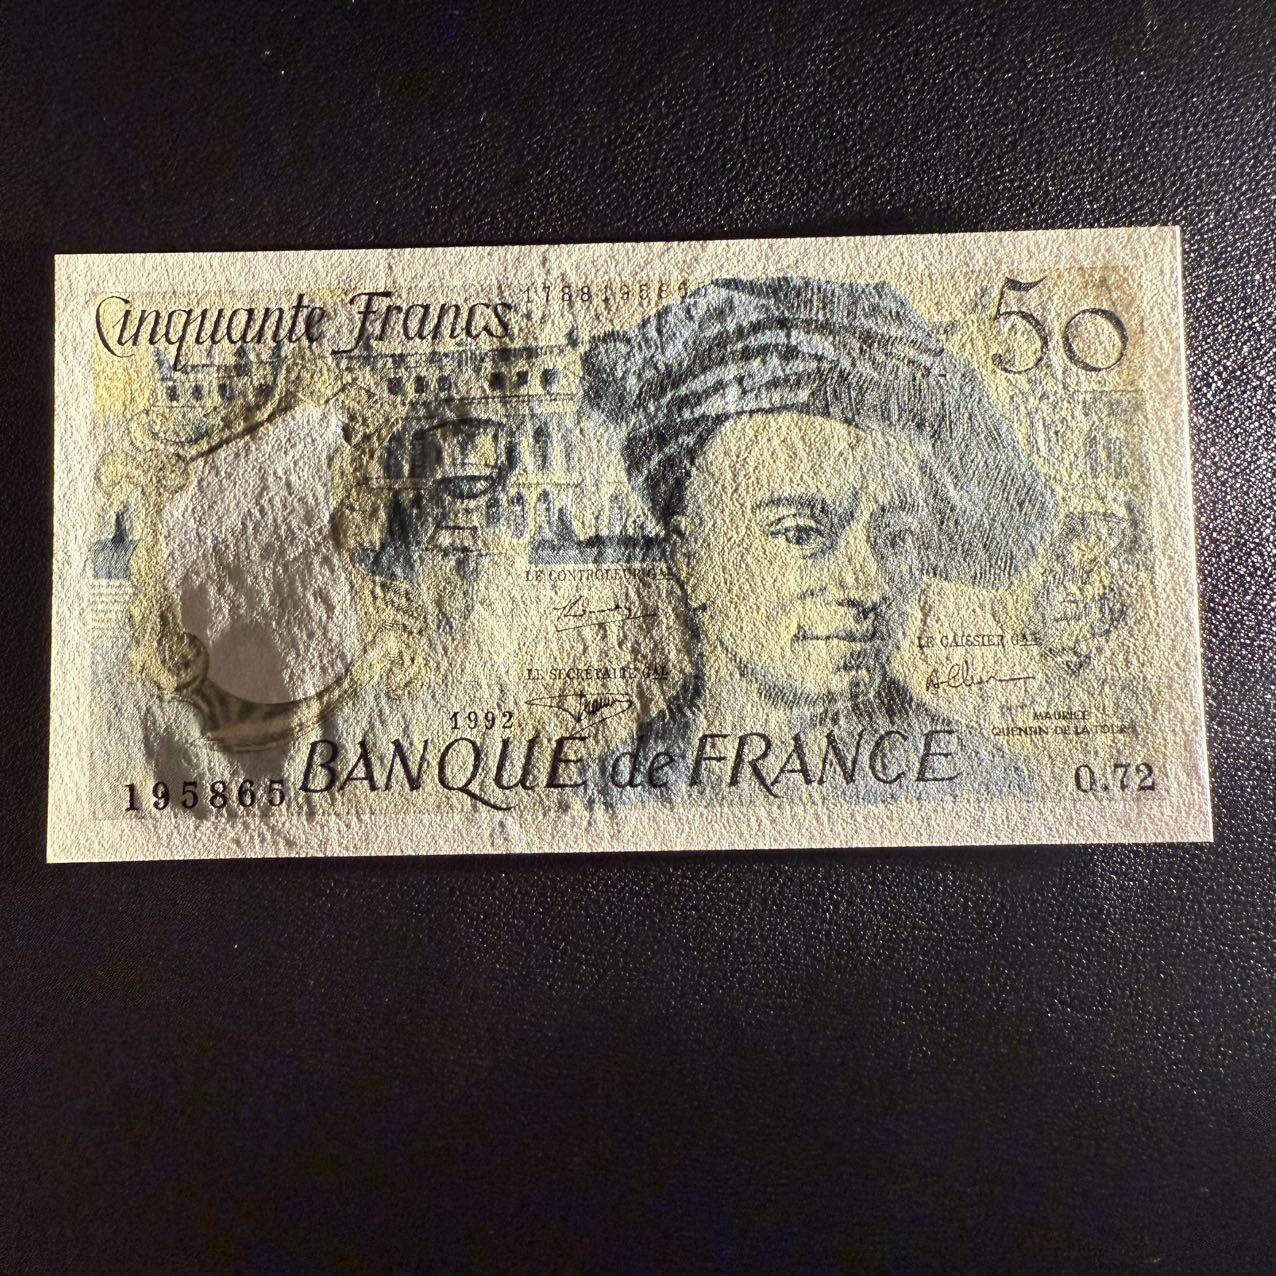 Cinquante Francs
50
LE CONTROLEUR GAL
LE SECRÉTAIRE GAL
LE CAISSIER GAL
MAURICE
QUENTIN DE LA TOUR
1992
BANQUE de FRANCE
195865
O.72